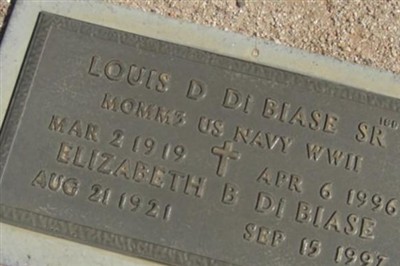 LOUIS D DI BIASE SR
MOMM3 US NAVY WWII
MAR 2 1919 APR 6 1996
ELIZABETH B DI BIASE
AUG 21 1921 SEP 15 1997